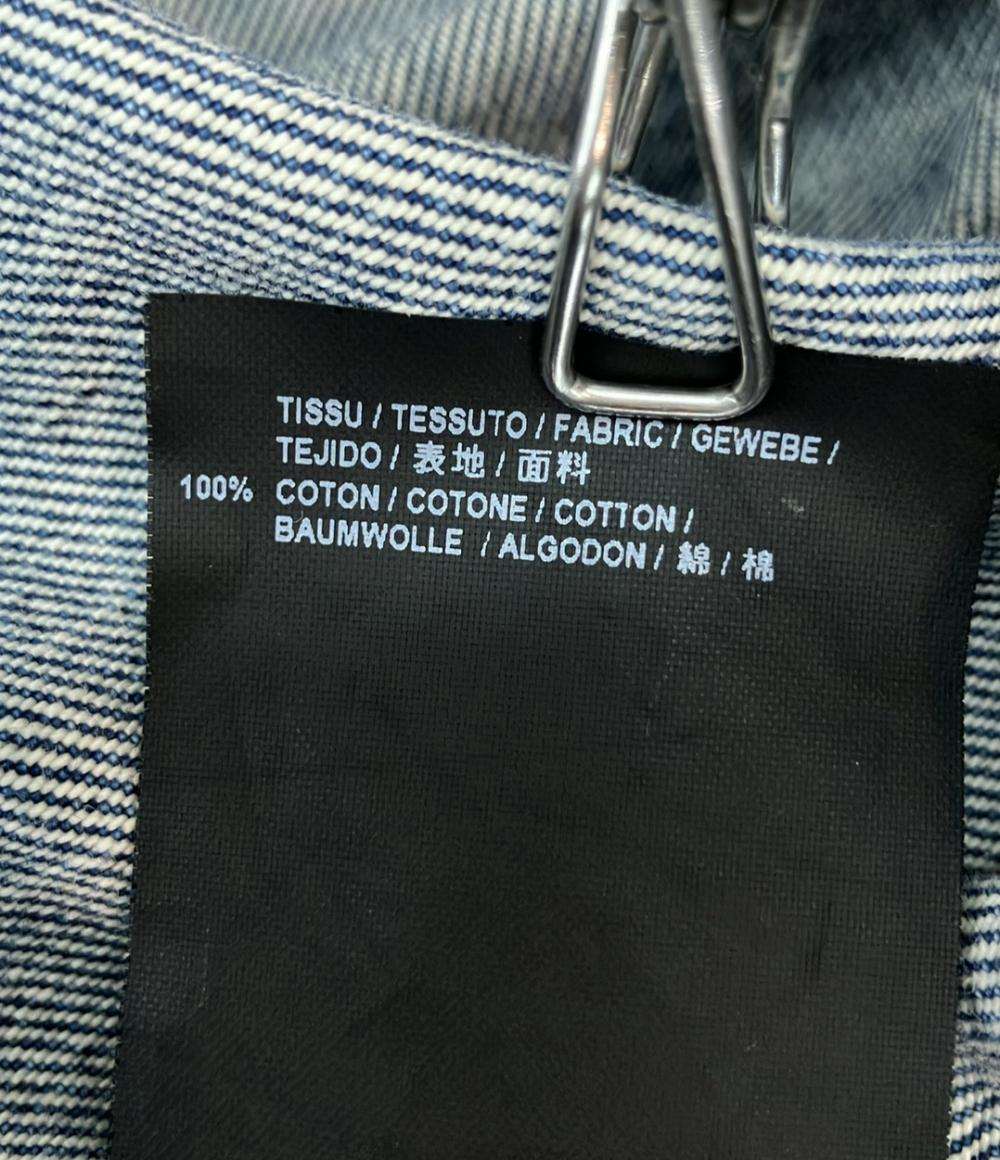 TISSU / TESSUTO / FABRIC / GEWEBE /
TEJIDO / 表地 / 面料
100% COTON / COTONE / COTTON /
BAUMWOLLE / ALGODON / 綿 / 棉